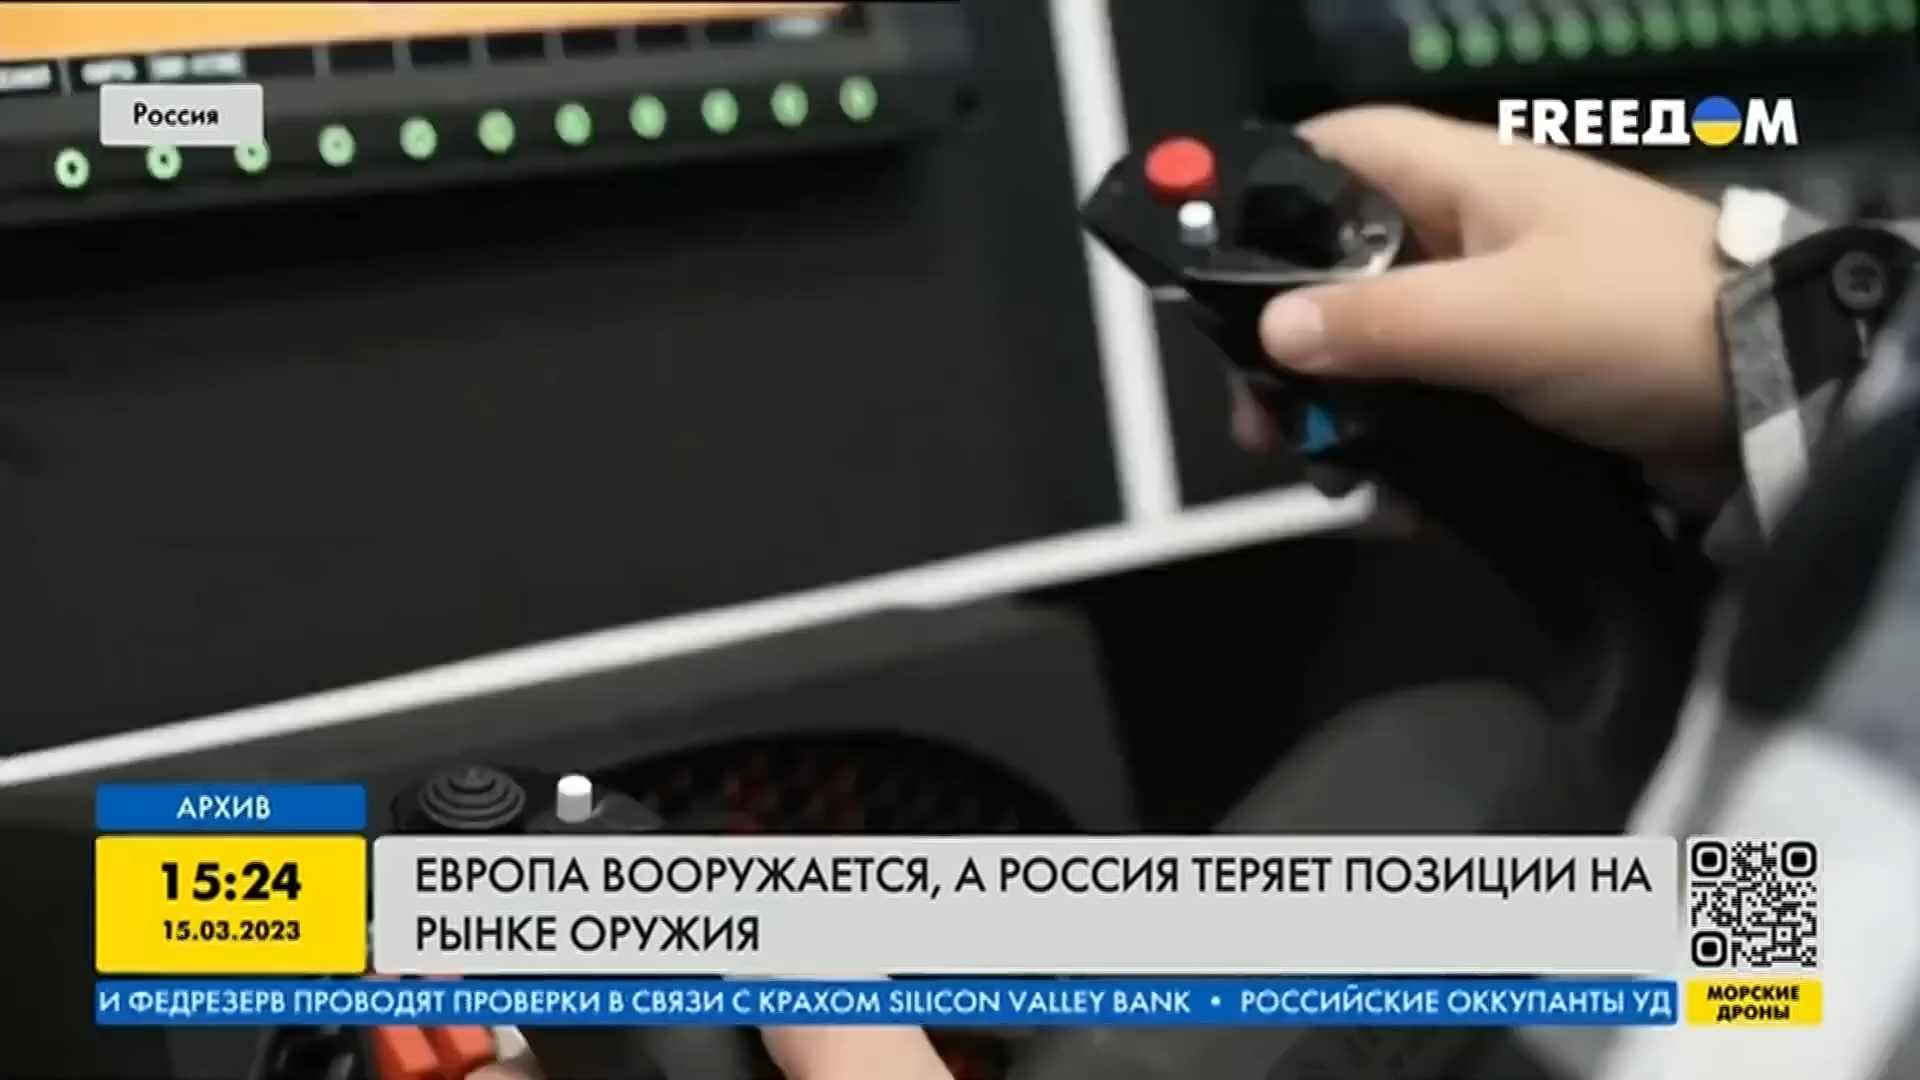 Россия
FREEДOM
АРХИВ
15:24
15.03.2023
ЕВРОПА ВООРУЖАЕТСЯ, А РОССИЯ ТЕРЯЕТ ПОЗИЦИИ НА
РЫНКЕ ОРУЖИЯ
И ФЕДРЕЗЕРВ ПРОВОДЯТ ПРОВЕРКИ В СВЯЗИ С КРАХОМ SILICON VALLEY BANK • РОССИЙСКИЕ ОККУПАНТЫ УД
МОРСКИЕ
ДРОНЫ